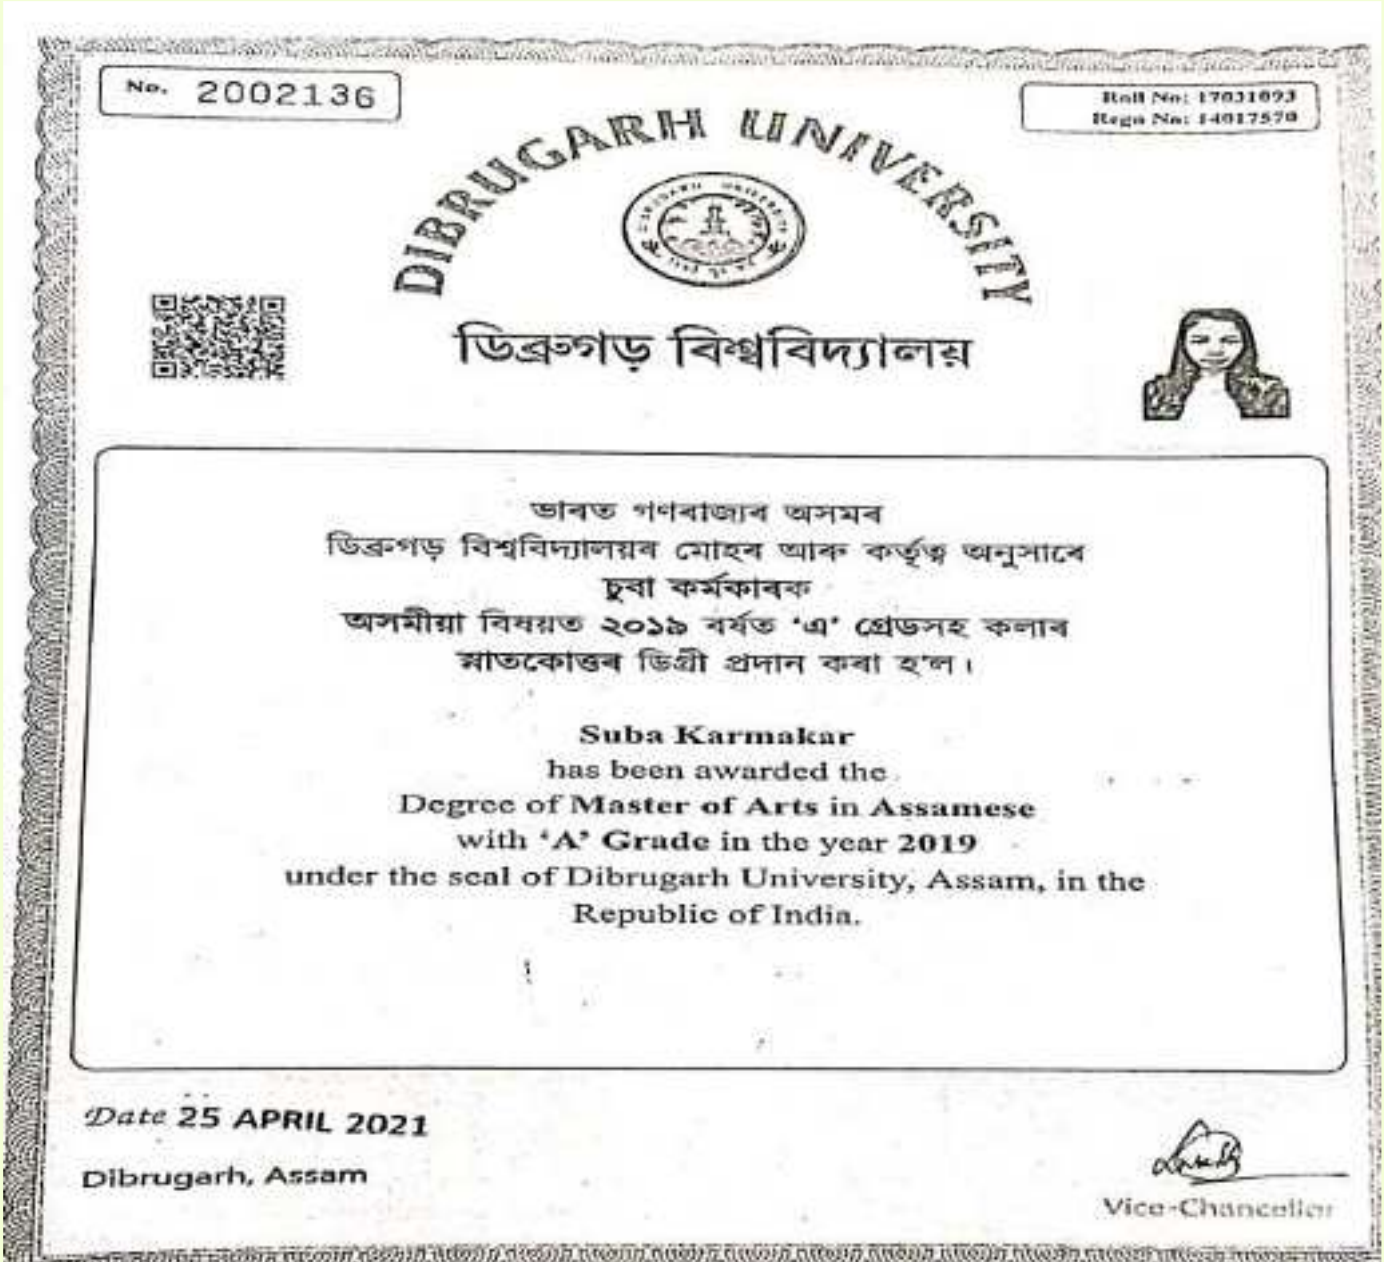 No. 2002136
Roll No: 17031093
Regn No: 14017570
DIBRUGARH UNIVERSITY
ডিব্ৰুগড় বিশ্ববিদ্যালয়
ভাৰত গণৰাজ্যৰ অসমৰ
ডিব্ৰুগড় বিশ্ববিদ্যালয়ৰ মোহৰ আৰু কৰ্তৃত্ব অনুসাৰে
চুবা কৰ্মকাৰক
অসমীয়া বিষয়ত ২০১৯ বৰ্ষত ‘এ’ গ্ৰেডসহ কলাৰ
স্নাতকোত্তৰ ডিগ্ৰী প্ৰদান কৰা হ'ল।
Suba Karmakar
has been awarded the
Degree of Master of Arts in Assamese
with ‘A’ Grade in the year 2019
under the seal of Dibrugarh University, Assam, in the
Republic of India.
Date 25 APRIL 2021
Dibrugarh, Assam
Vice-Chancellor